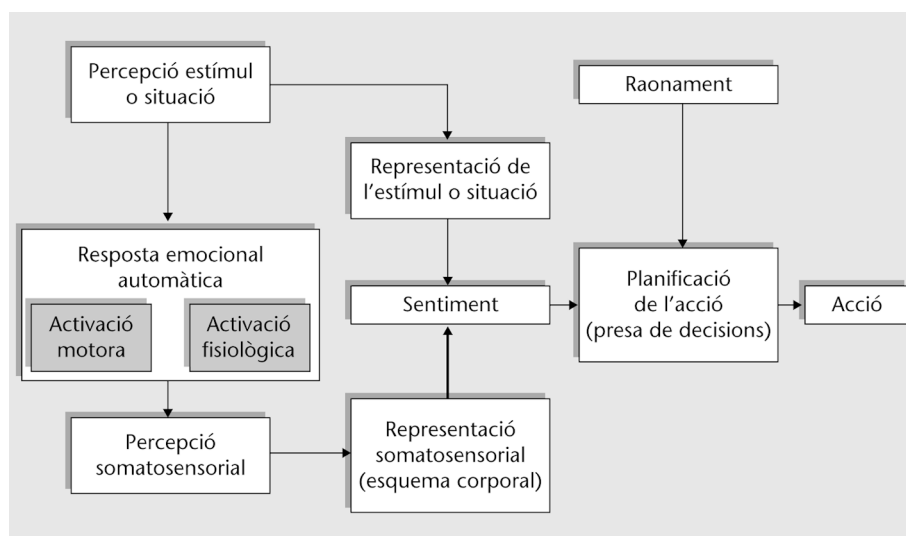 Percepció estímul
o situació
Raonament
Representació de
l’estímul o situació
Resposta emocional
automàtica
Activació
motora
Activació
fisiològica
Sentiment
Planificació
de l’acció
(presa de decisions)
Acció
Percepció
somatosensorial
Representació
somatosensorial
(esquema corporal)